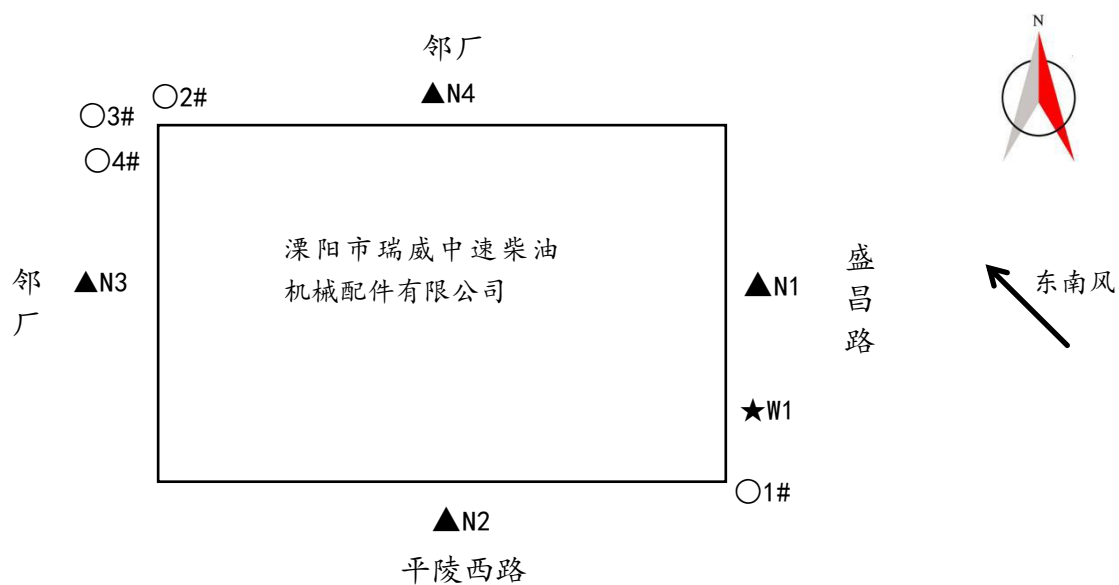 N
邻厂
▲N4
○2#
○3#
○4#
溧阳市瑞威中速柴油
机械配件有限公司
邻
厂
▲N3
▲N1
盛
昌
路
东南风
★W1
○1#
▲N2
平陵西路